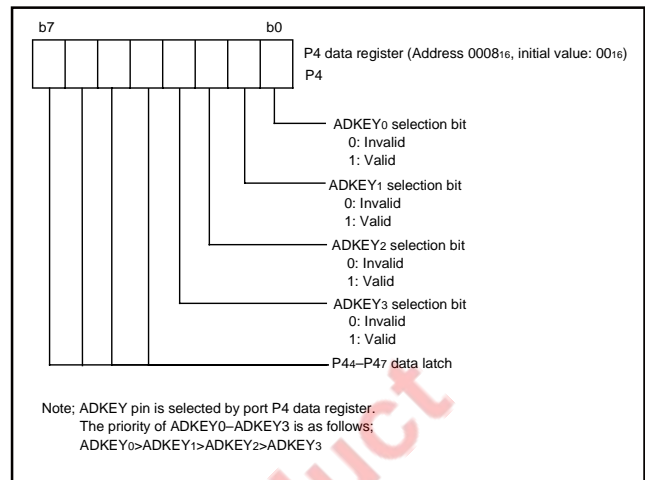 b7 b0
P4 data register (Address 000816, initial value: 0016)
P4
ADKEY0 selection bit
0: Invalid
1: Valid
ADKEY1 selection bit
0: Invalid
1: Valid
ADKEY2 selection bit
0: Invalid
1: Valid
ADKEY3 selection bit
0: Invalid
1: Valid
P44–P47 data latch
Note; ADKEY pin is selected by port P4 data register.
The priority of ADKEY0–ADKEY3 is as follows;
ADKEY0>ADKEY1>ADKEY2>ADKEY3
uct